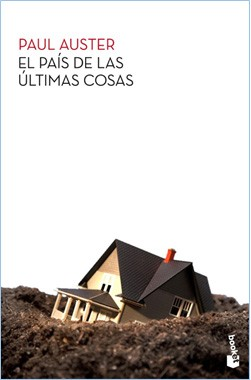 PAUL AUSTER
EL PAÍS DE LAS
ÚLTIMAS COSAS
booket